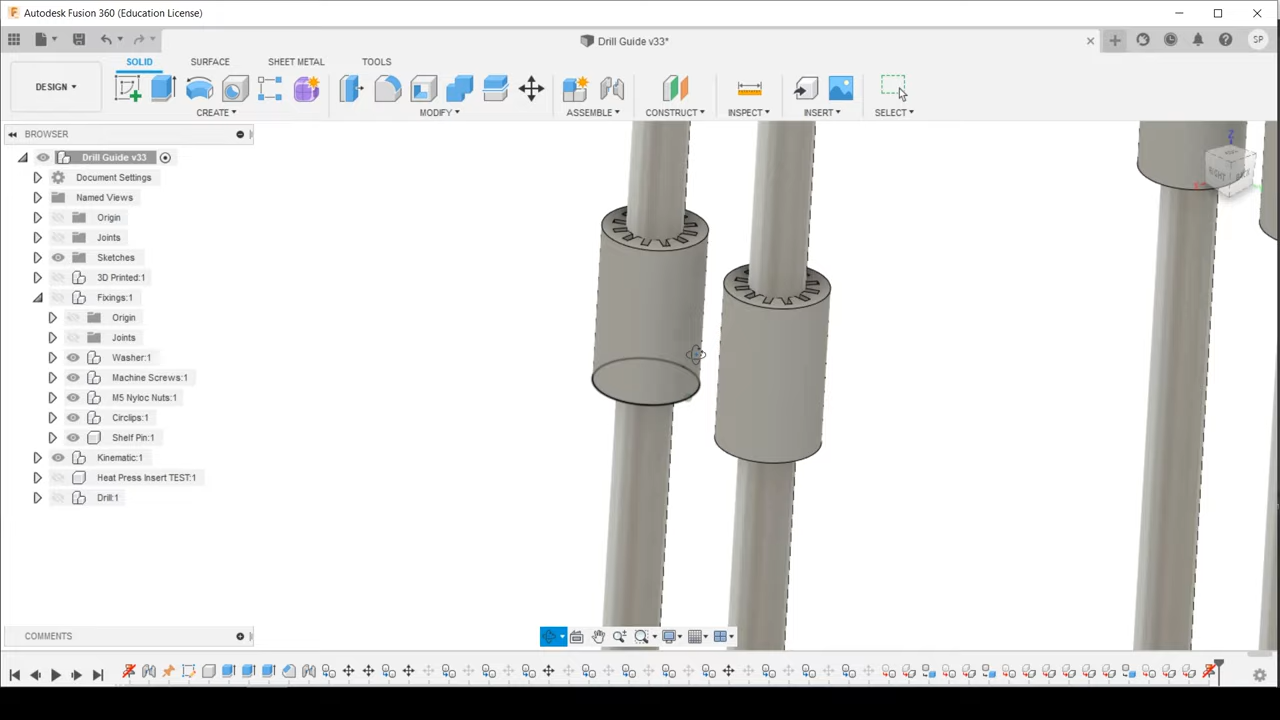 Autodesk Fusion 360 (Education License)
Drill Guide v33*
SP
SOLID SURFACE SHEET METAL TOOLS
DESIGN
CREATE MODIFY ASSEMBLE CONSTRUCT INSPECT INSERT SELECT
BROWSER
Drill Guide v33
Document Settings
Named Views
Origin
Joints
Sketches
3D Printed:1
Fixings:1
Origin
Joints
Washer:1
Machine Screws:1
M5 Nyloc Nuts:1
Circlips:1
Shelf Pin:1
Kinematic:1
Heat Press Insert TEST:1
Drill:1
Z
RIGHT BACK
COMMENTS